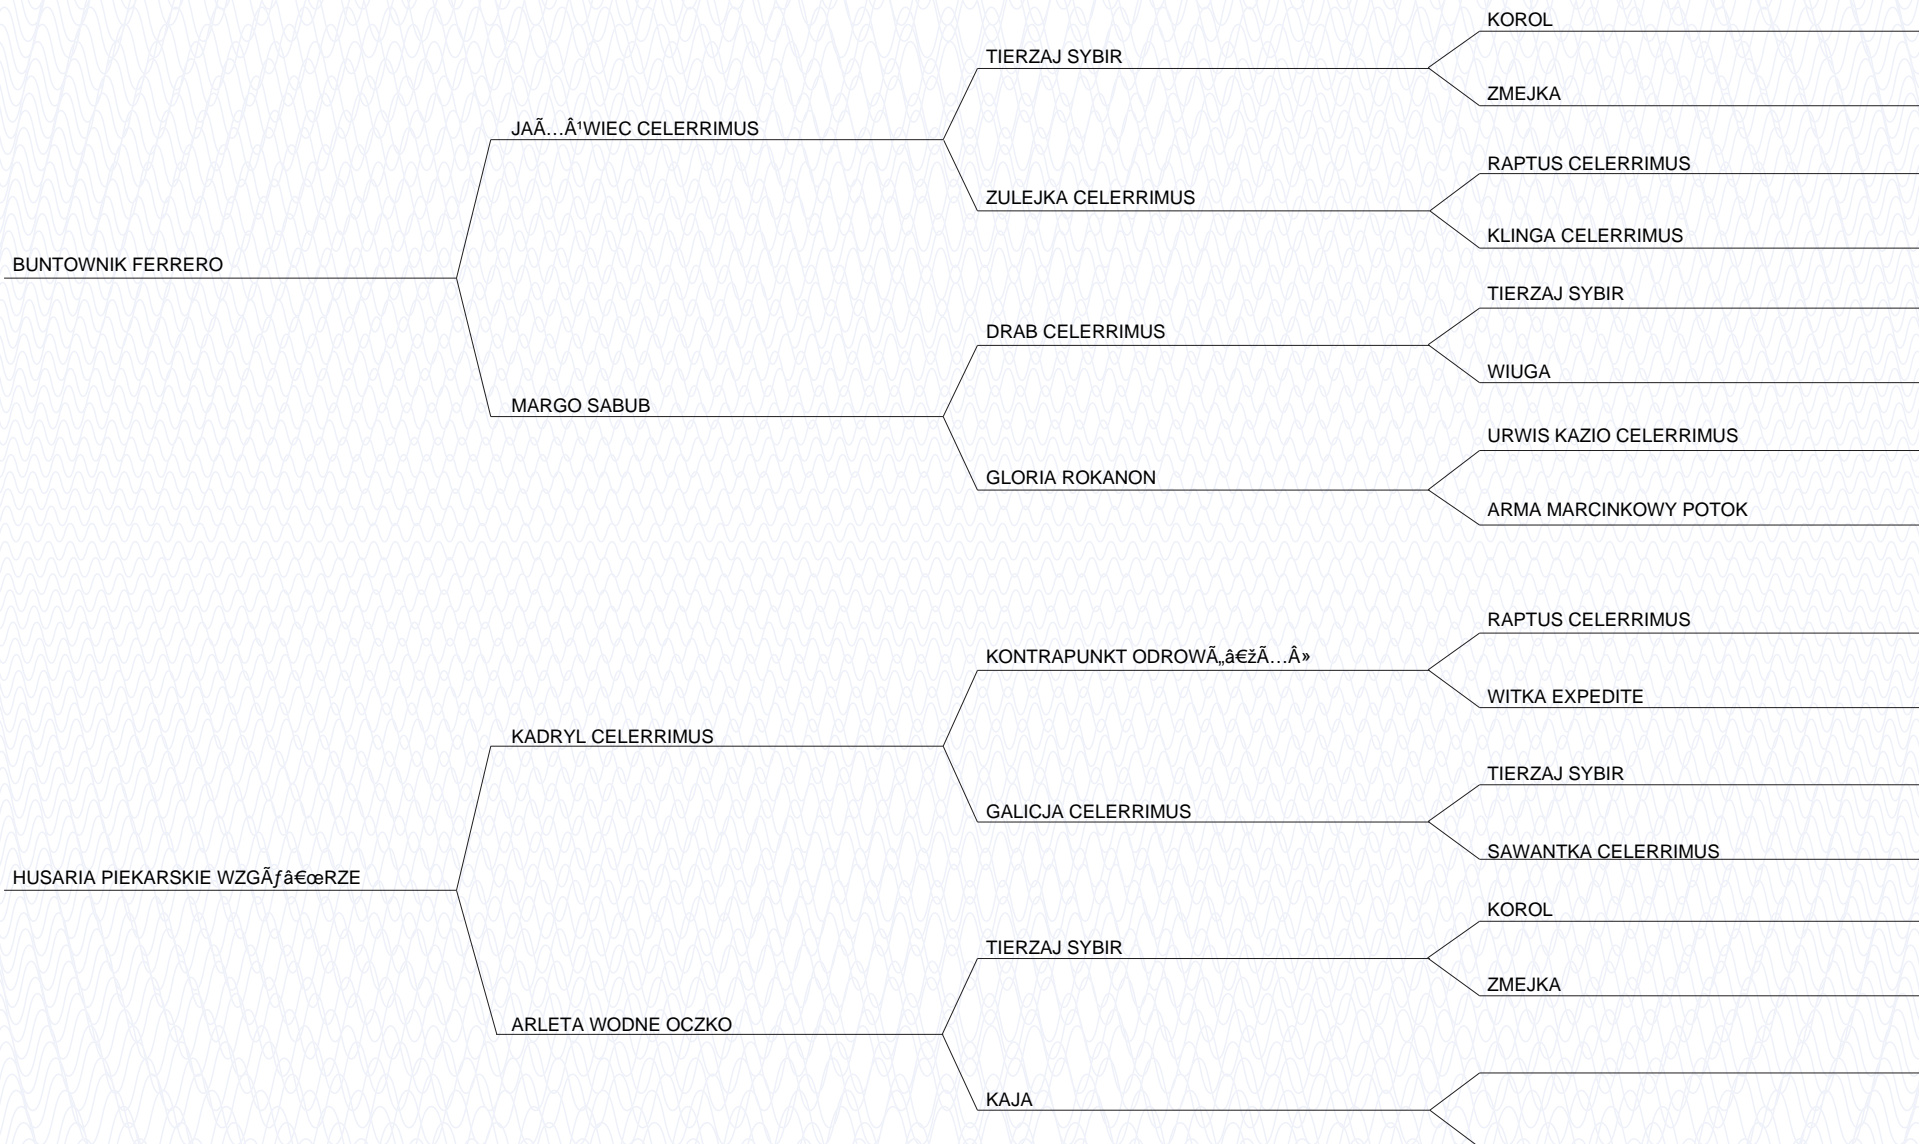 KOROL
TIERZAJ SYBIR
ZMEJKA
JAÃ…Â¹WIEC CELERRIMUS
RAPTUS CELERRIMUS
ZULEJKA CELERRIMUS
KLINGA CELERRIMUS
BUNTOWNIK FERRERO
TIERZAJ SYBIR
DRAB CELERRIMUS
WIUGA
MARGO SABUB
URWIS KAZIO CELERRIMUS
GLORIA ROKANON
ARMA MARCINKOWY POTOK
RAPTUS CELERRIMUS
KONTRAPUNKT ODROWÃ„â€žÃ…Â»
WITKA EXPEDITE
KADRYL CELERRIMUS
TIERZAJ SYBIR
GALICJA CELERRIMUS
SAWANTKA CELERRIMUS
HUSARIA PIEKARSKIE WZGÃƒâ€œRZE
KOROL
TIERZAJ SYBIR
ZMEJKA
ARLETA WODNE OCZKO
KAJA